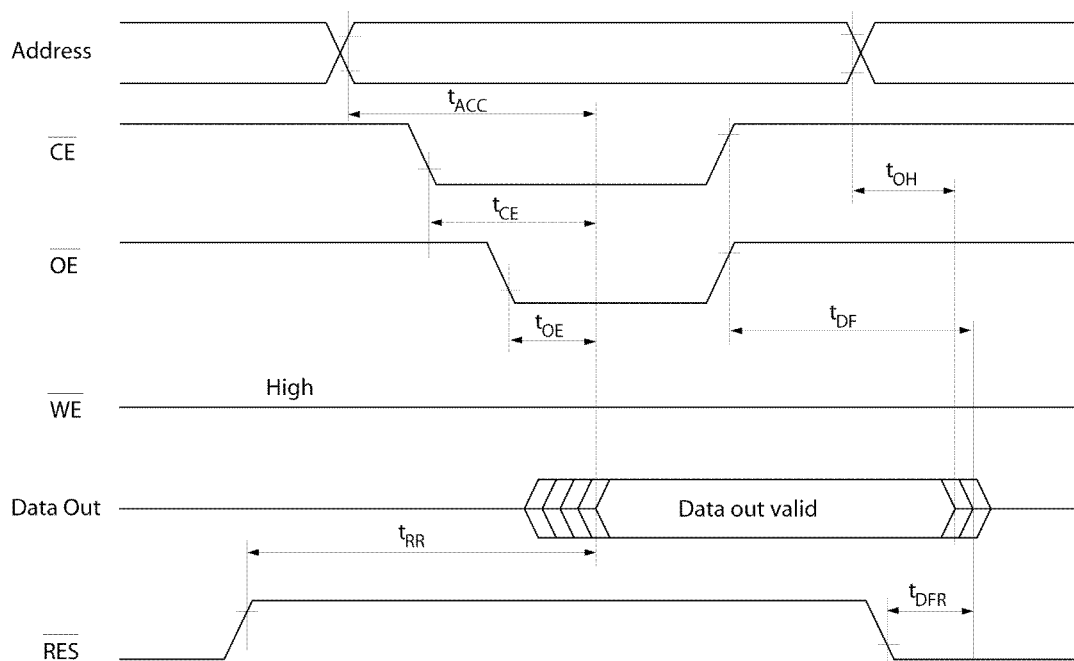 Address
tACC
CE
tOH
tCE
OE
tDF
tOE
High
WE
Data Out
Data out valid
tRR
tDFR
RES